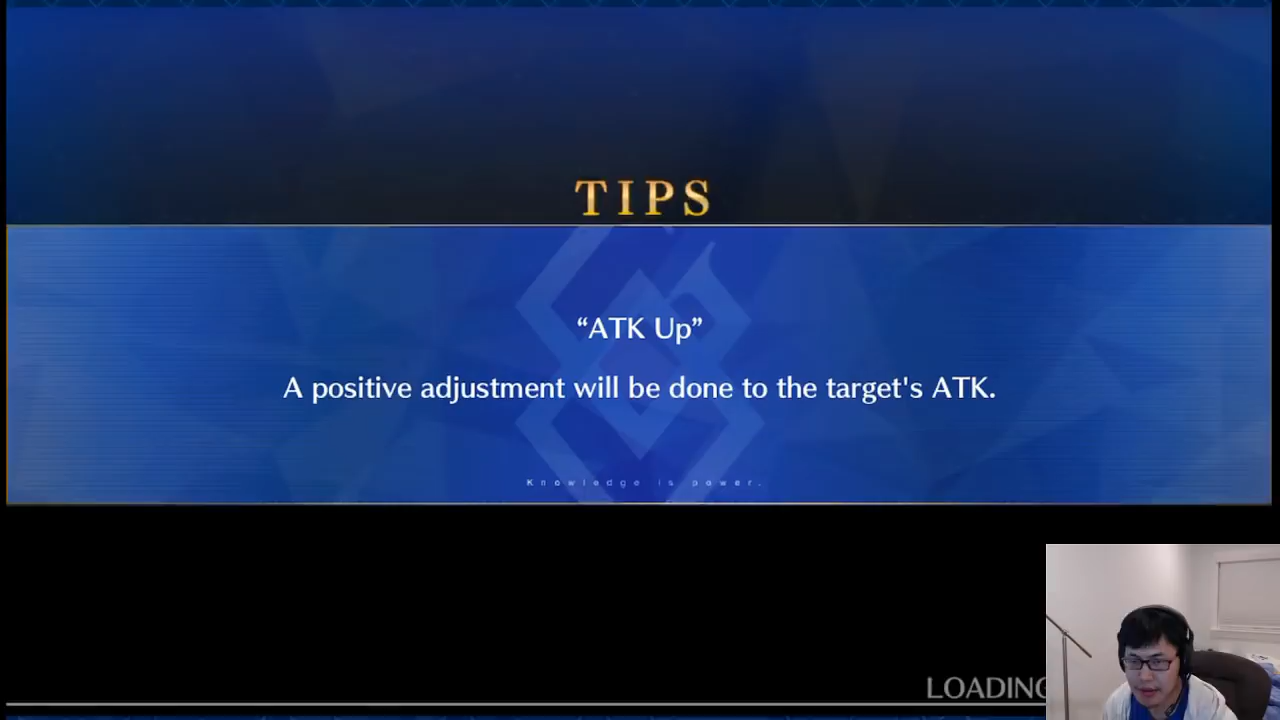 TIPS
“ATK Up”
A positive adjustment will be done to the target's ATK.
Knowledge is power.
LOADING